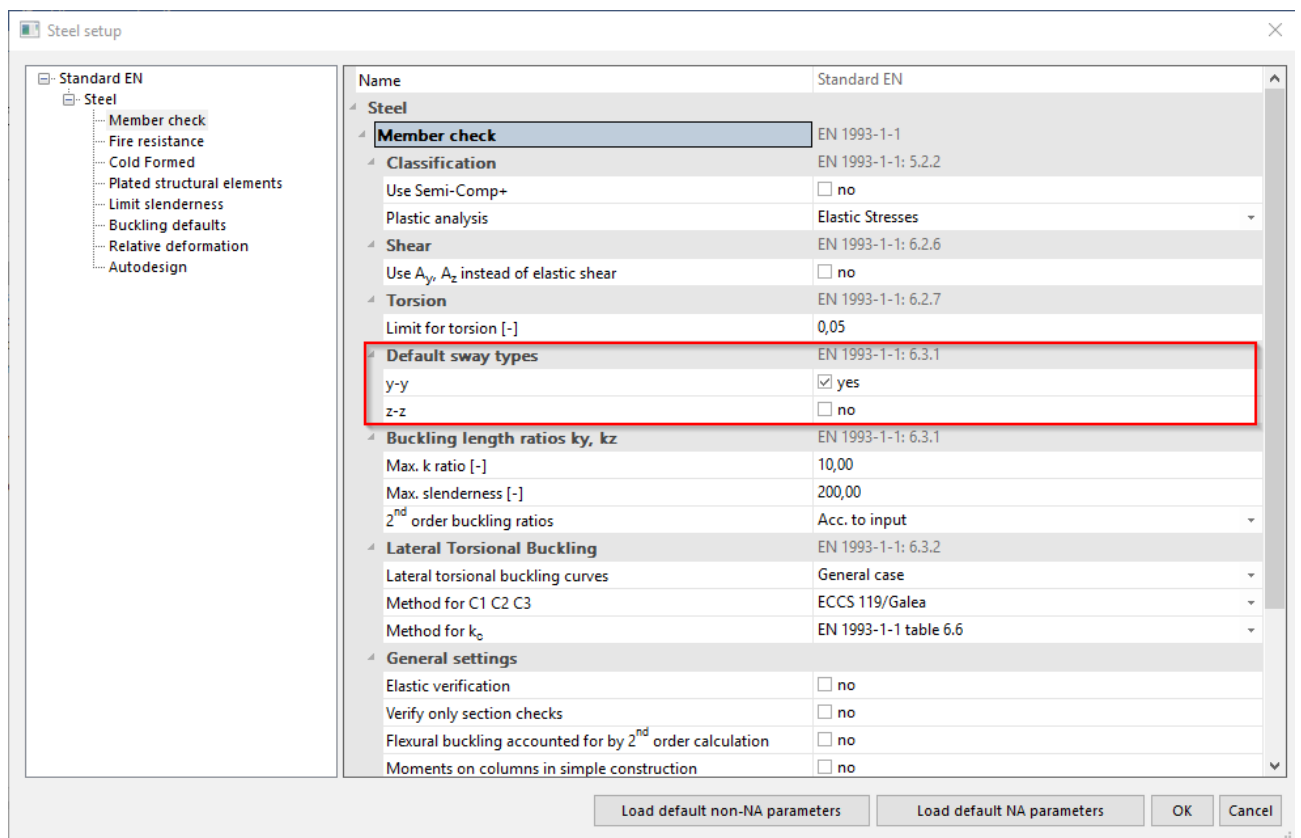 Steel setup
Standard EN
Steel
Member check
Fire resistance
Cold Formed
Plated structural elements
Limit slenderness
Buckling defaults
Relative deformation
Autodesign
Name Standard EN
Steel
Member check EN 1993-1-1
Classification EN 1993-1-1: 5.2.2
Use Semi-Comp+ no
Plastic analysis Elastic Stresses
Shear EN 1993-1-1: 6.2.6
Use Ay, Az instead of elastic shear no
Torsion EN 1993-1-1: 6.2.7
Limit for torsion [-] 0,05
Default sway types EN 1993-1-1: 6.3.1
y-y yes
z-z no
Buckling length ratios ky, kz EN 1993-1-1: 6.3.1
Max. k ratio [-] 10,00
Max. slenderness [-] 200,00
2nd order buckling ratios Acc. to input
Lateral Torsional Buckling EN 1993-1-1: 6.3.2
Lateral torsional buckling curves General case
Method for C1 C2 C3 ECCS 119/Galea
Method for kc EN 1993-1-1 table 6.6
General settings
Elastic verification no
Verify only section checks no
Flexural buckling accounted for by 2nd order calculation no
Moments on columns in simple construction no
Load default non-NA parameters Load default NA parameters OK Cancel